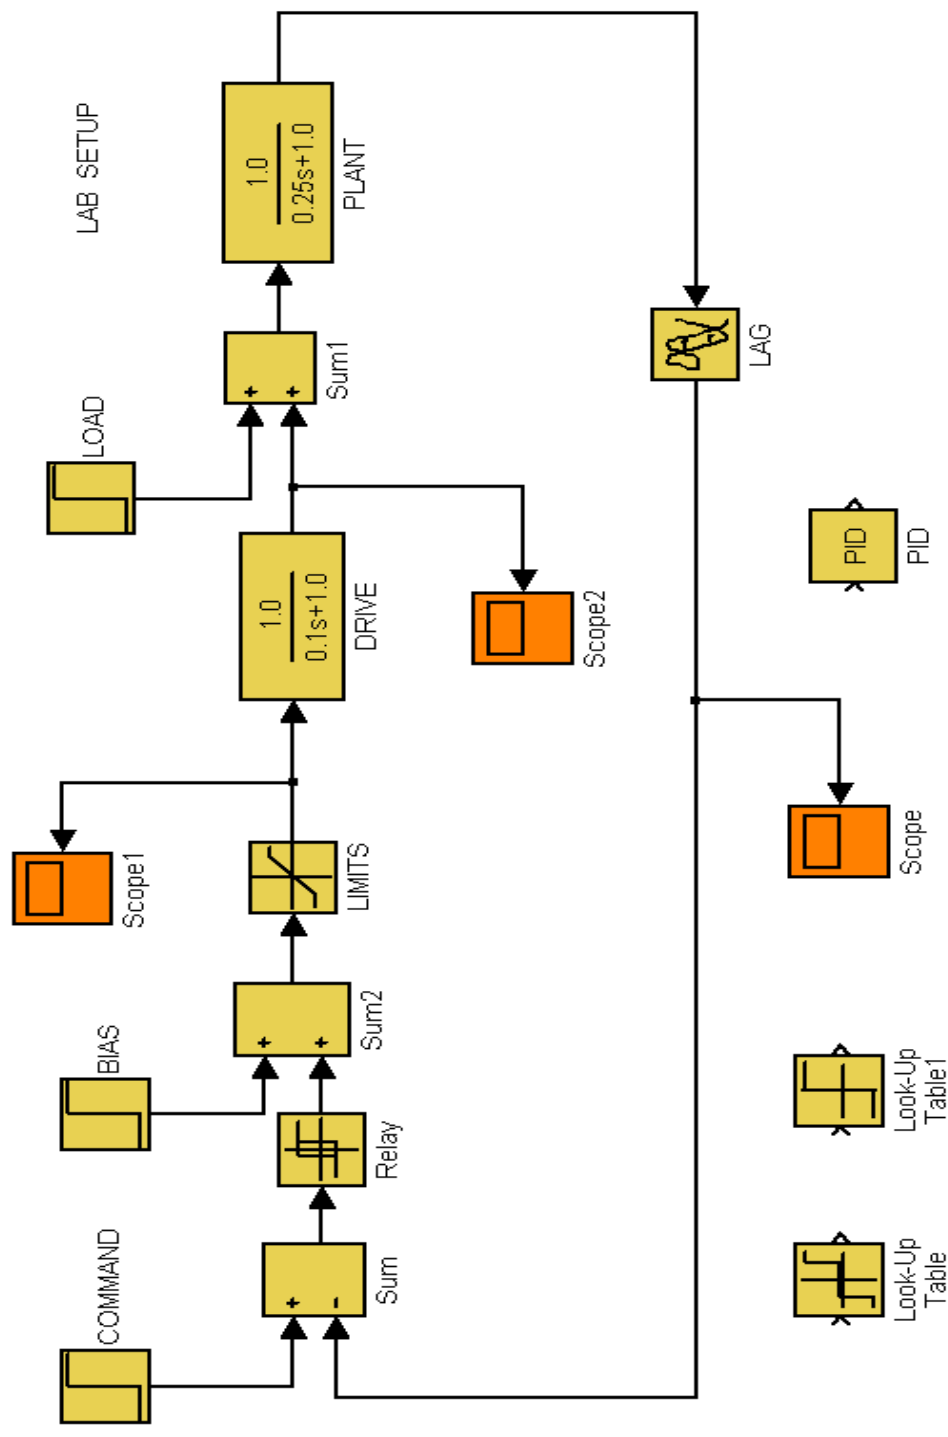 LAB SETUP
COMMAND
BIAS
Scope1
LOAD
Sum
Relay
Sum2
LIMITS
1.0
0.1s+1.0
DRIVE
Sum1
1.0
0.25s+1.0
PLANT
Scope2
LAG
Look-Up
Table
Look-Up
Table1
Scope
PID
PID